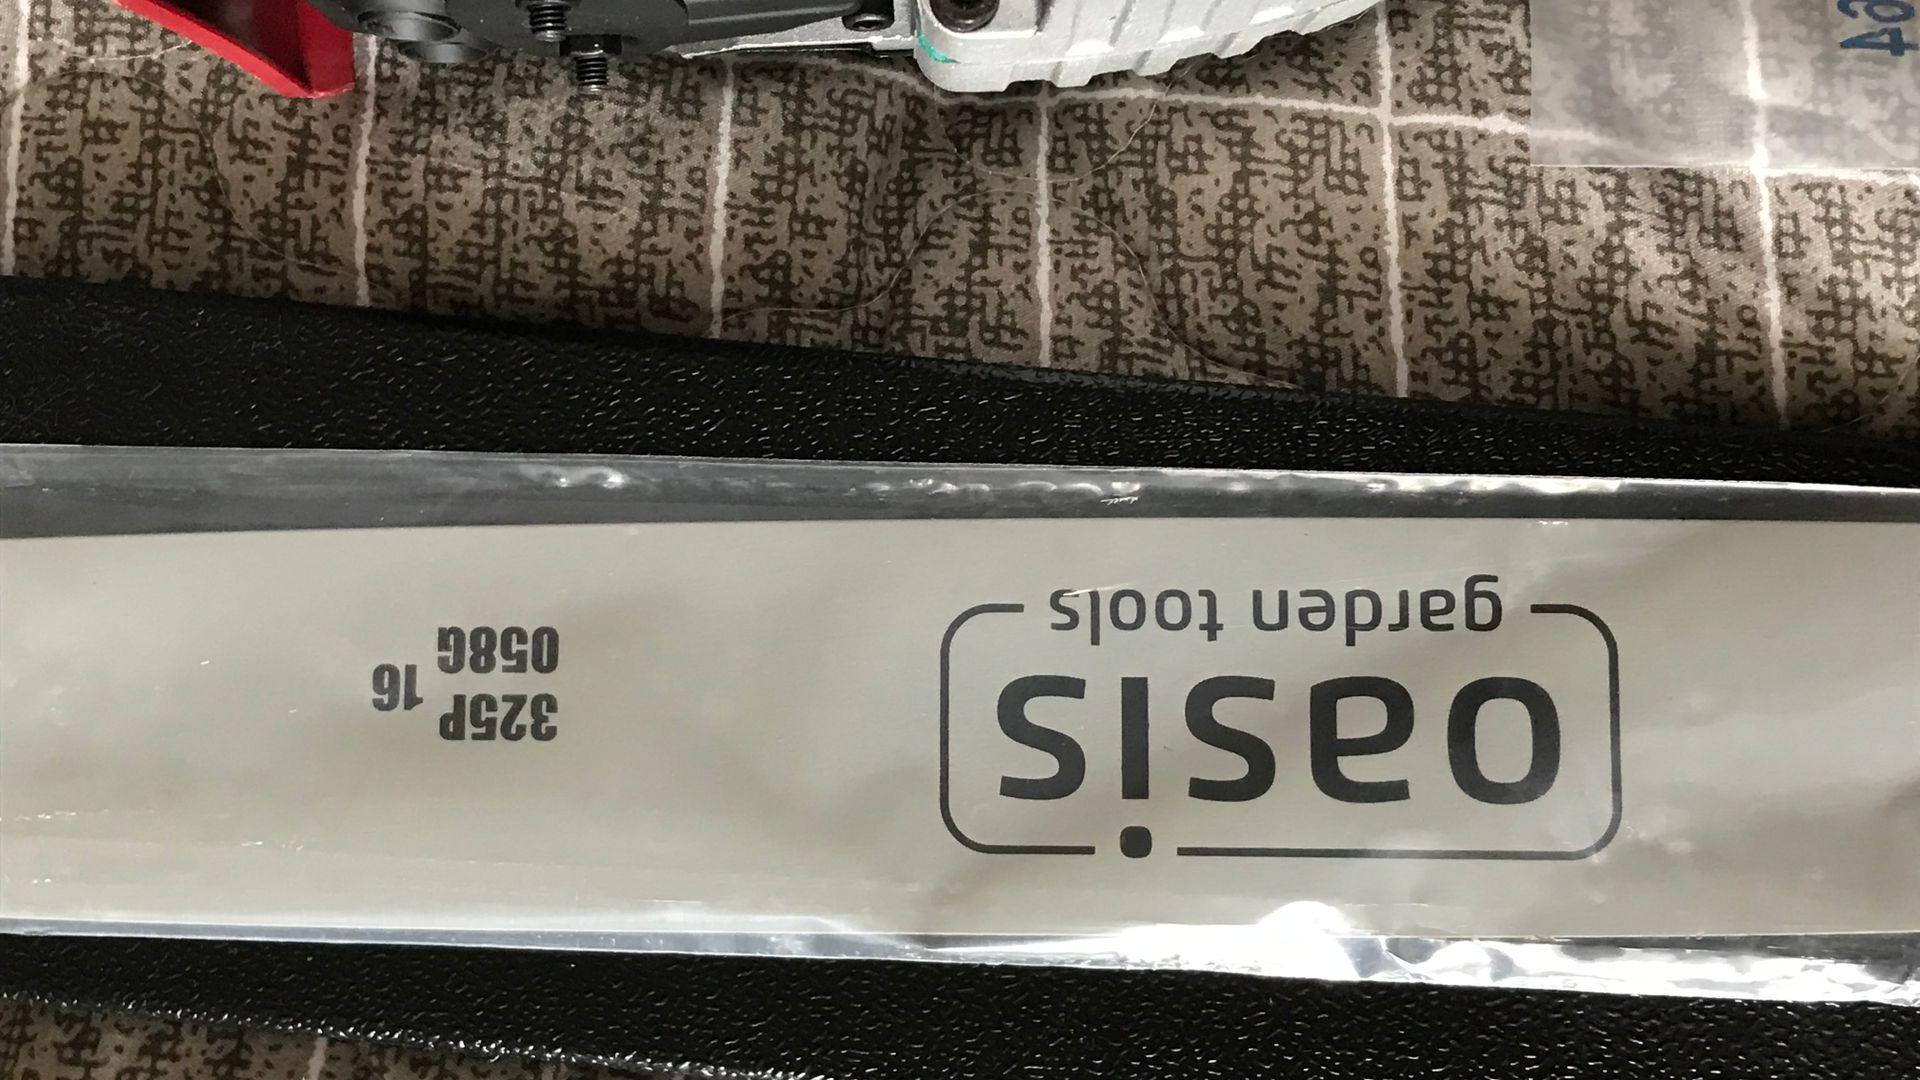 oasis
garden tools
325P
058G
16